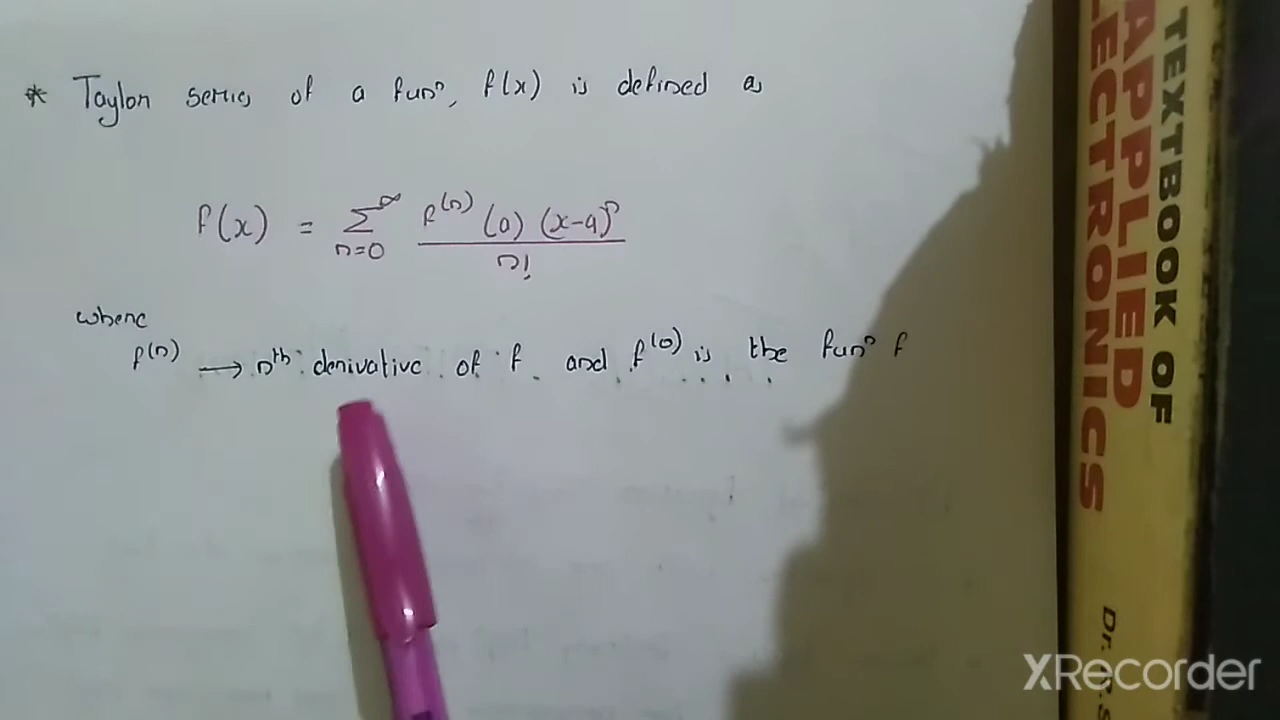 * Taylor series of a funⁿ, f(x) is defined as
f(x) = ∑ₙ₌₀^∞ f⁽ⁿ⁾ (a) (x-a)ⁿ / n!
where
f⁽ⁿ⁾ → nᵗʰ derivative of f and f⁽⁰⁾ is the funⁿ f
TEXTBOOK OF
APPLIED
ELECTRONICS
XRecorder